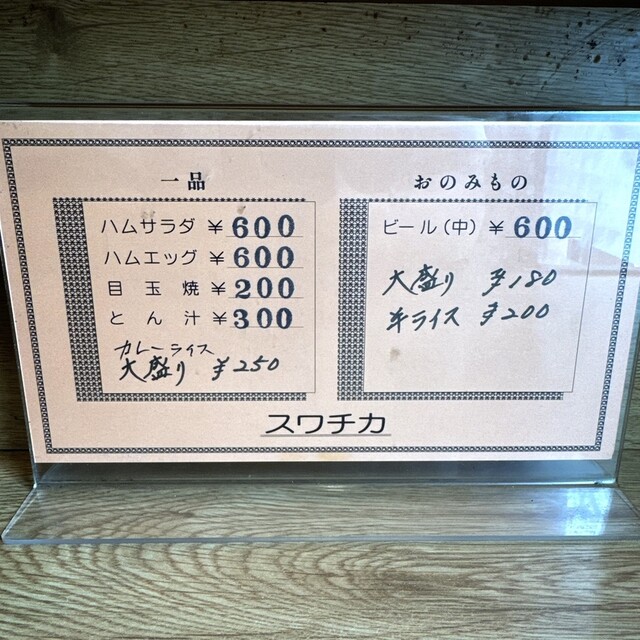 一品
ハムサラダ ¥600
ハムエッグ ¥600
目玉焼 ¥200
とん汁 ¥300
カレーライス
大盛り ¥250
おのみもの
ビール(中) ¥600
大盛り ¥180
半ライス ¥200
スワチカ